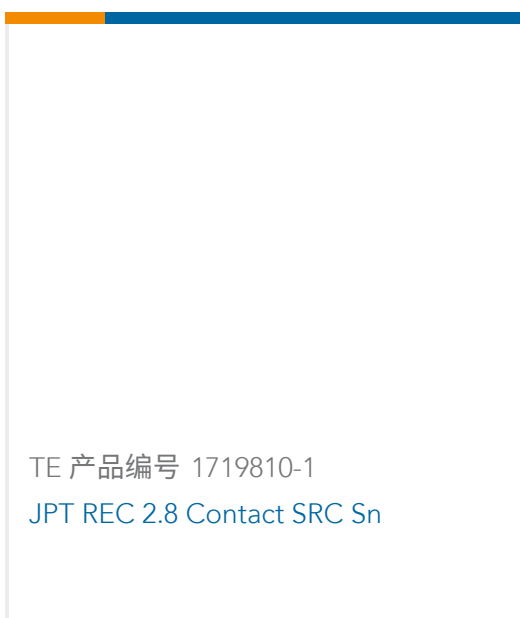 TE 产品编号 1719810-1
JPT REC 2.8 Contact SRC Sn